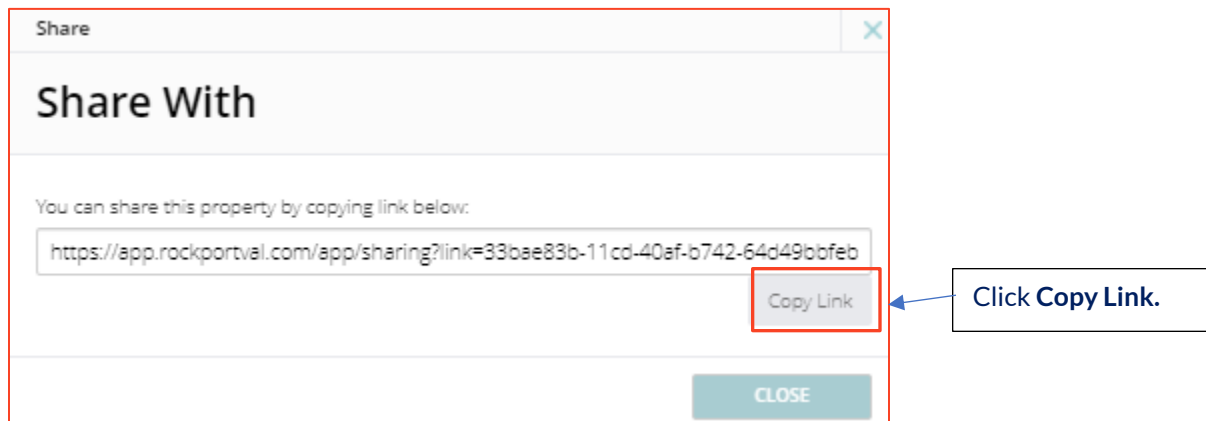 Share
Share With
You can share this property by copying link below:
https://app.rockportval.com/app/sharing?link=33bae83b-11cd-40af-b742-64d49bbfeb
Copy Link
Click Copy Link.
CLOSE